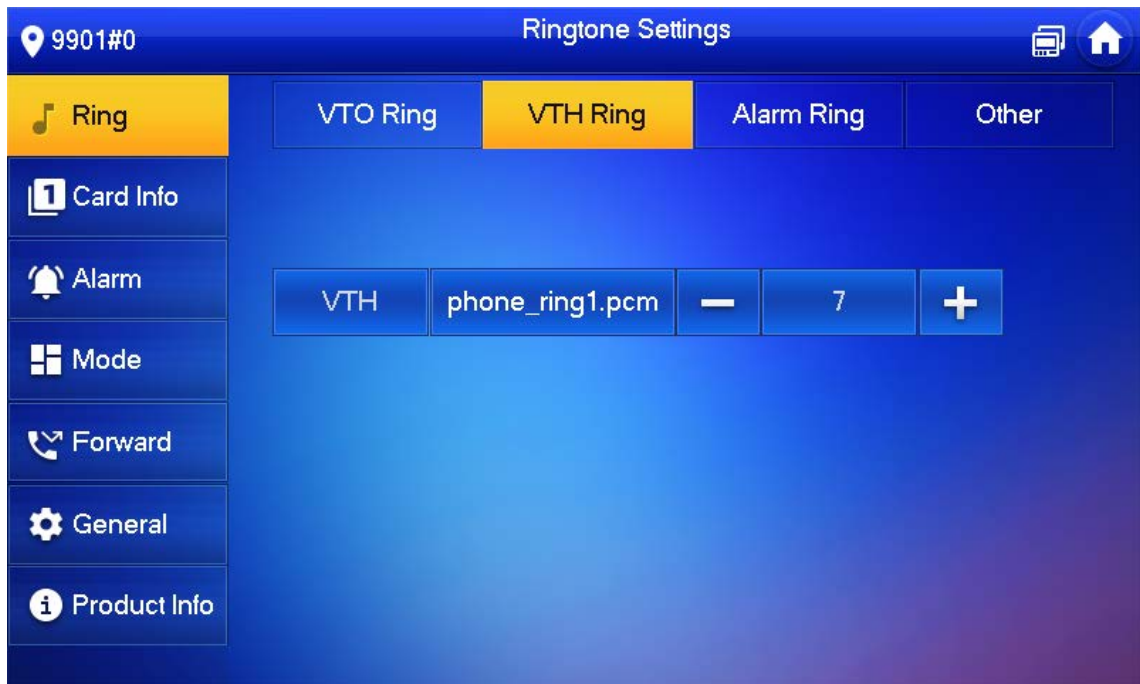 9901#0
Ringtone Settings
Ring
VTO Ring
VTH Ring
Alarm Ring
Other
1 Card Info
Alarm
VTH
phone_ring1.pcm
7
Mode
Forward
General
Product Info